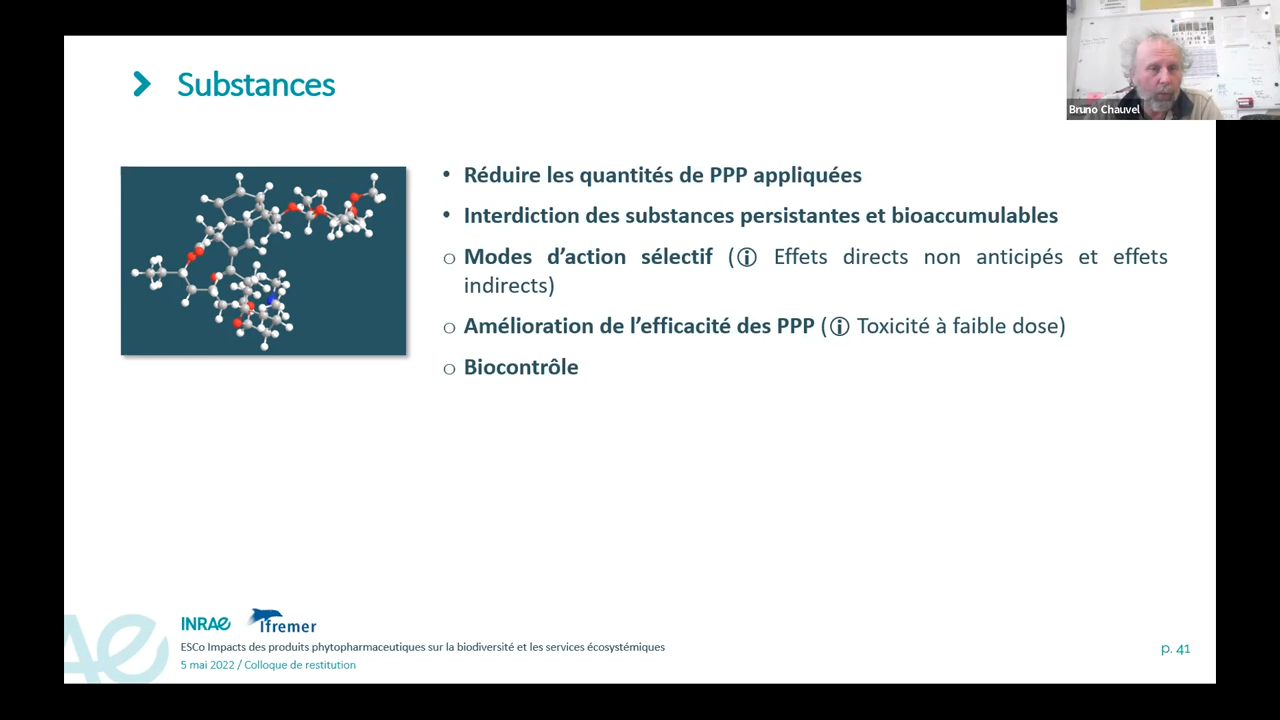 Substances
Bruno Chauvel
• Réduire les quantités de PPP appliquées
• Interdiction des substances persistantes et bioaccumulables
○ Modes d’action sélectif (ⓘ Effets directs non anticipés et effets
indirects)
○ Amélioration de l’efficacité des PPP (ⓘ Toxicité à faible dose)
○ Biocontrôle
INRAE
ifremer
ESCo Impacts des produits phytopharmaceutiques sur la biodiversité et les services écosystémiques
5 mai 2022 / Colloque de restitution
p. 41